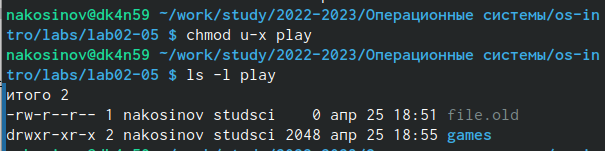 nakosinov@dk4n59 ~/work/study/2022-2023/Операционные системы/os-in
tro/labs/lab02-05 $ chmod u-x play
nakosinov@dk4n59 ~/work/study/2022-2023/Операционные системы/os-in
tro/labs/lab02-05 $ ls -l play
итого 2
-rw-r--r-- 1 nakosinov studsci    0 апр 25 18:51 file.old
drwxr-xr-x 2 nakosinov studsci 2048 апр 25 18:55 games